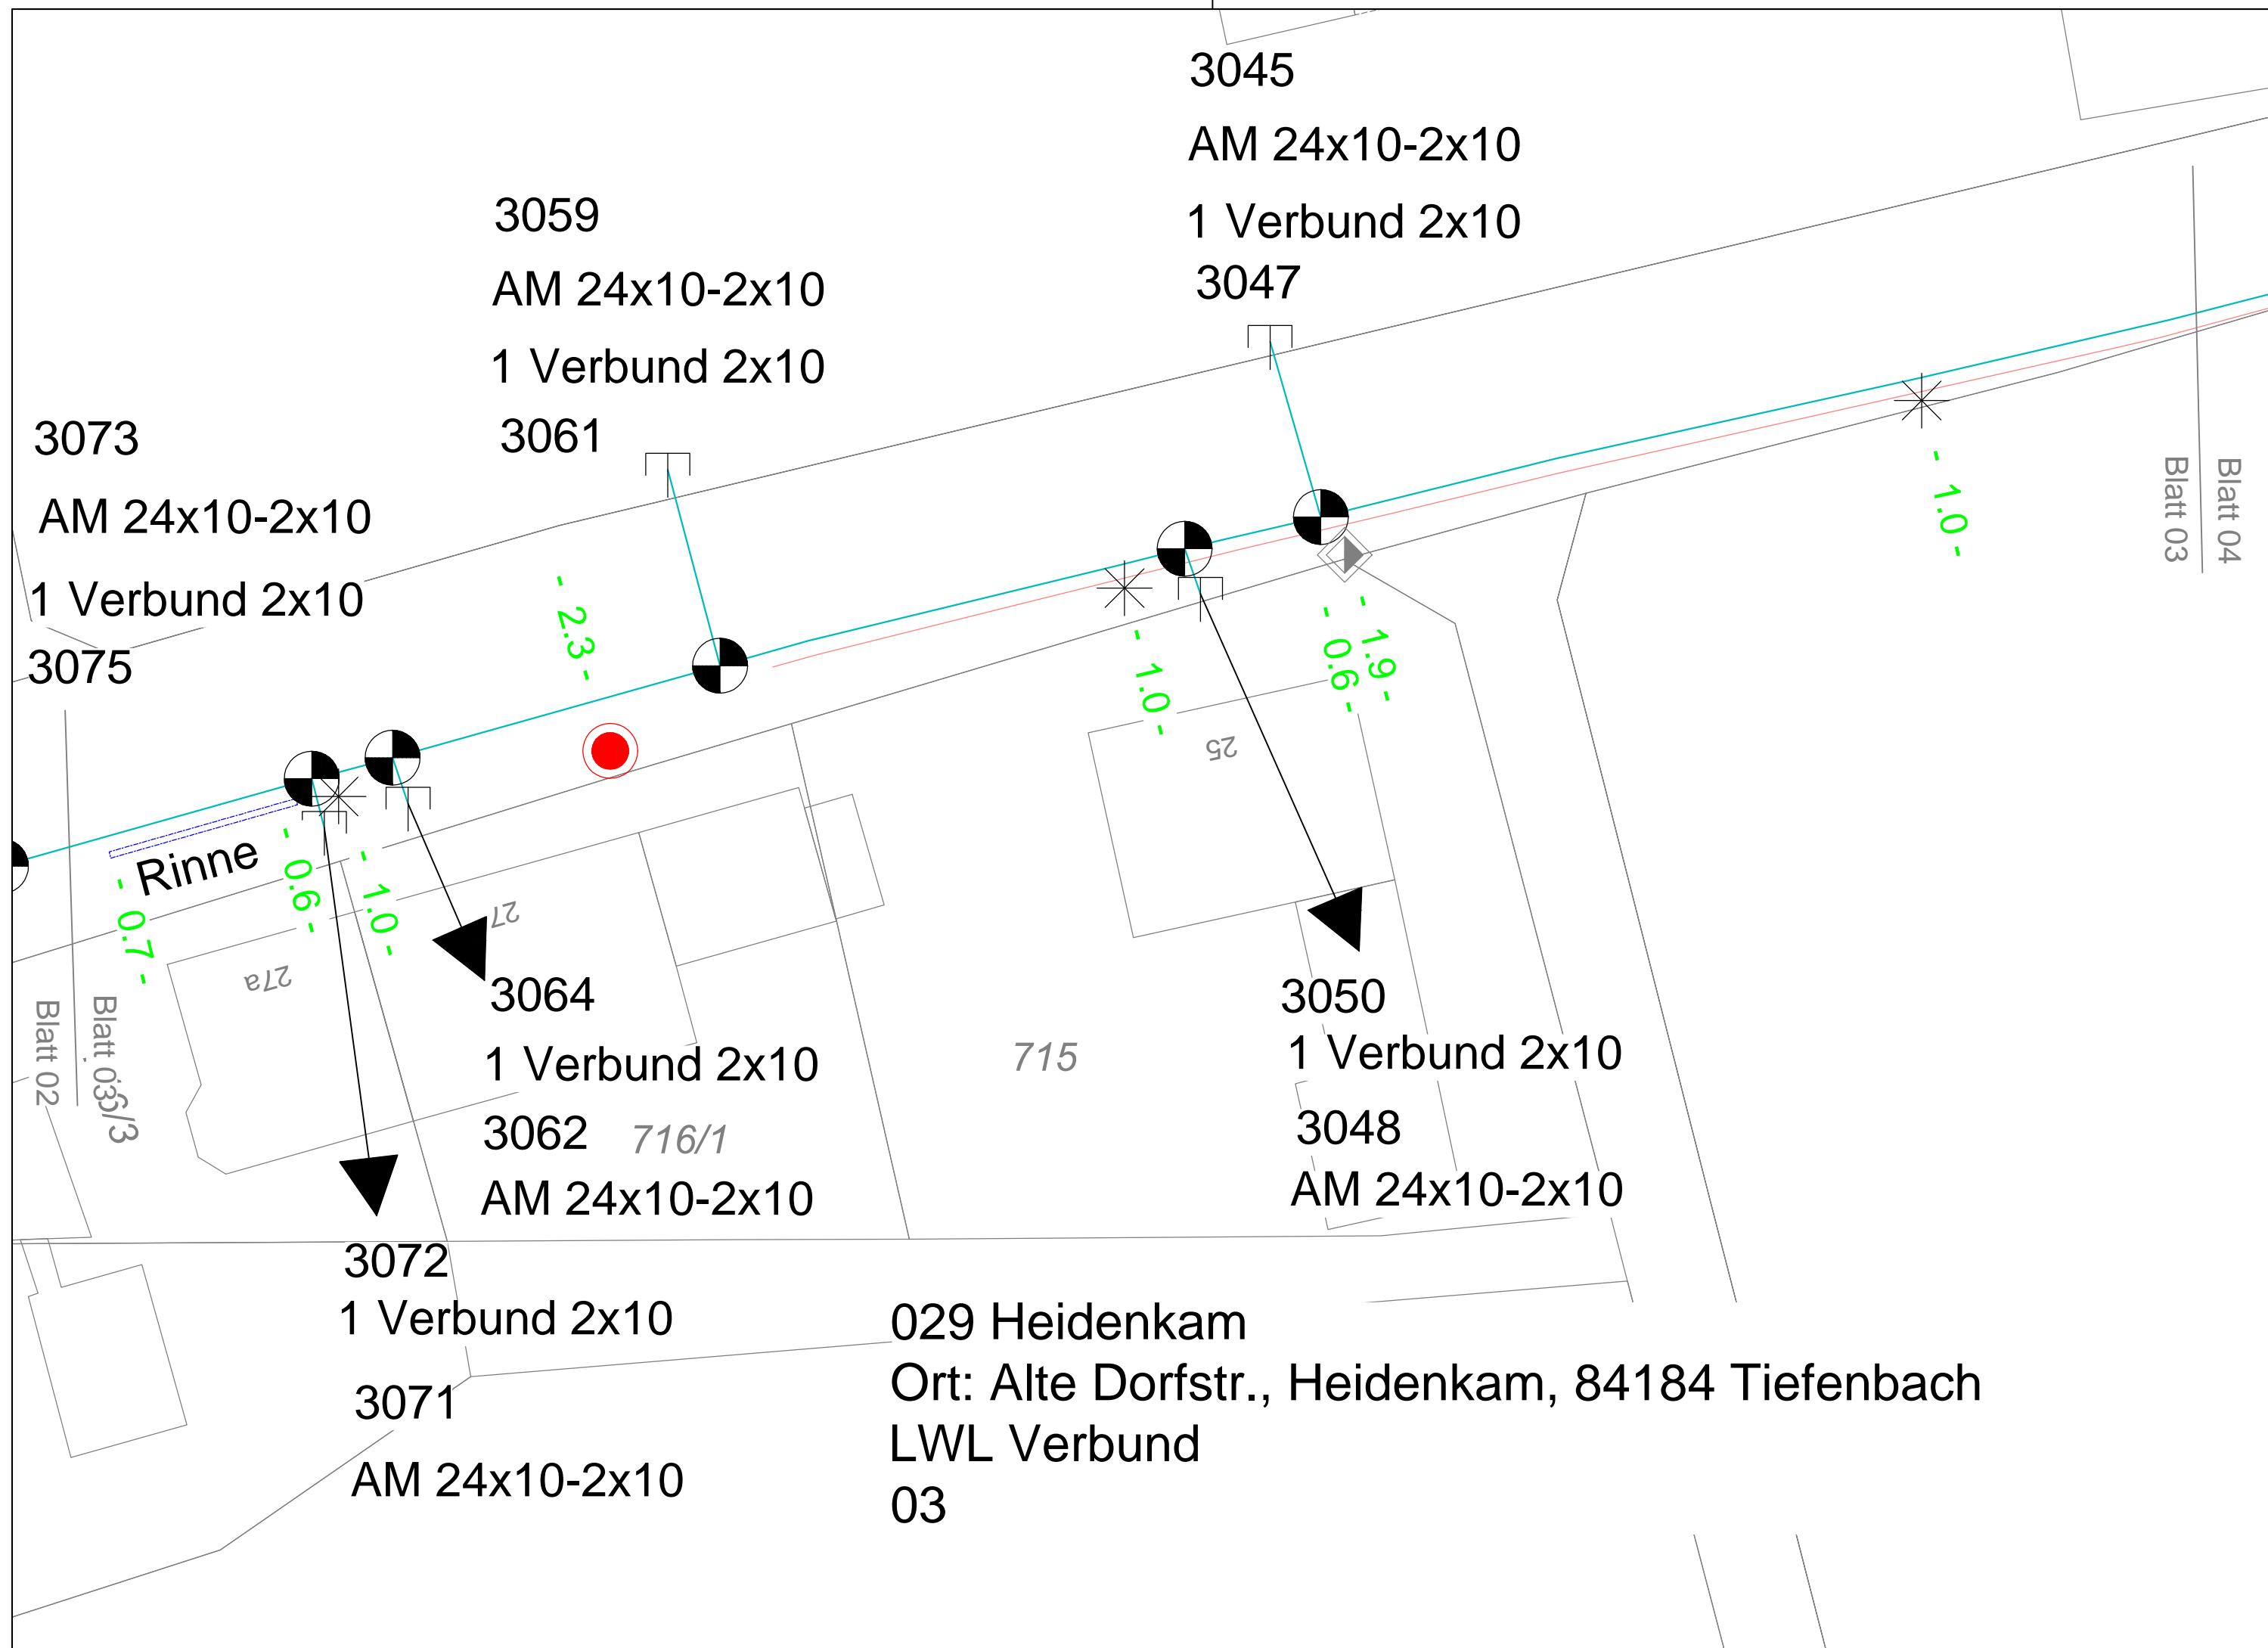 3045
AM 24x10-2x10
1 Verbund 2x10
3047
3059
AM 24x10-2x10
1 Verbund 2x10
3061
3073
AM 24x10-2x10
1 Verbund 2x10
3075
- 2.3 -
- 1.0 -
- 0.6 -
- 1.9 -
- 1.0 -
Blatt 03
Blatt 04
25
Rinne
- 0.7 -
- 0.6 -
- 1.0 -
27
27a
Blatt 02
Blatt 03
6/3
3064
1 Verbund 2x10
3062
716/1
AM 24x10-2x10
715
3050
1 Verbund 2x10
3048
AM 24x10-2x10
3072
1 Verbund 2x10
3071
AM 24x10-2x10
029 Heidenkam
Ort: Alte Dorfstr., Heidenkam, 84184 Tiefenbach
LWL Verbund
03